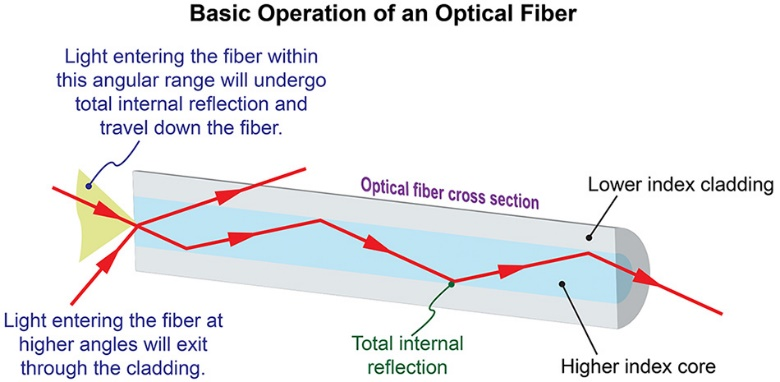 Basic Operation of an Optical Fiber
Light entering the fiber within
this angular range will undergo
total internal reflection and
travel down the fiber.
Optical fiber cross section
Lower index cladding
Light entering the fiber at
higher angles will exit
through the cladding.
Total internal
reflection
Higher index core